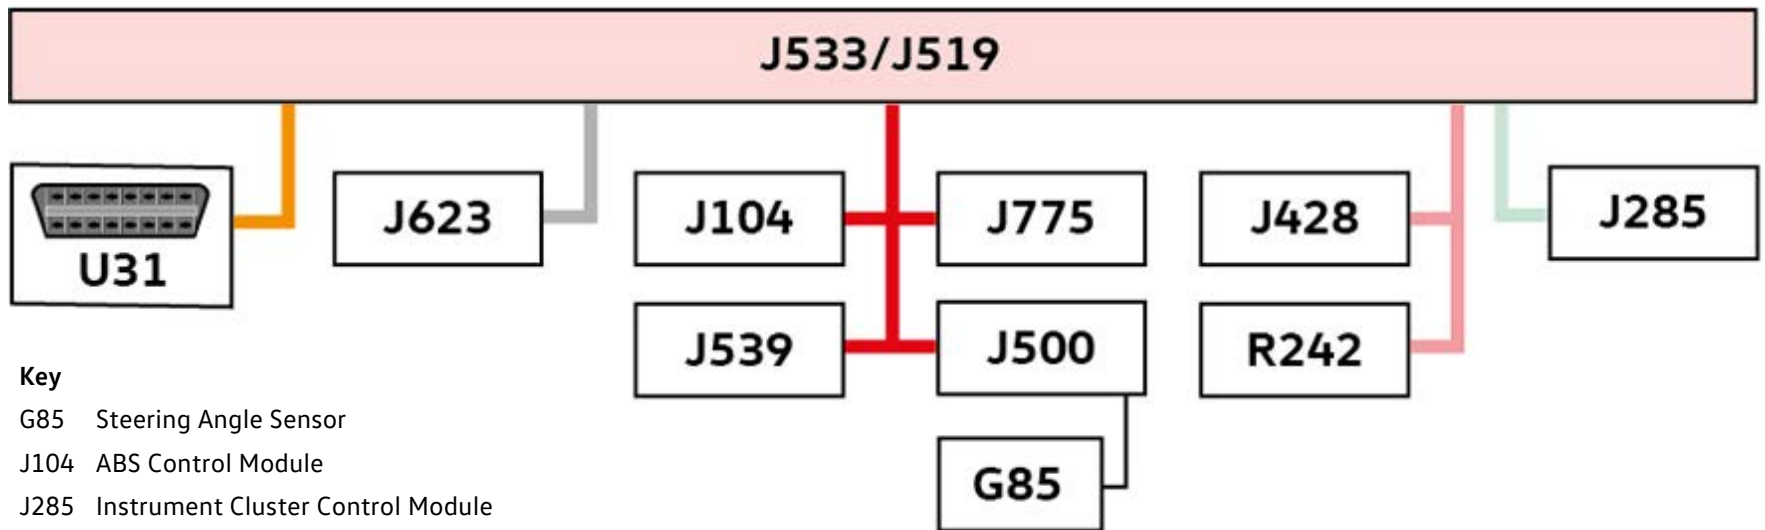 J533/J519
U31
J623
J104
J775
J428
J285
J539
J500
R242
G85
Key
G85 Steering Angle Sensor
J104 ABS Control Module
J285 Instrument Cluster Control Module